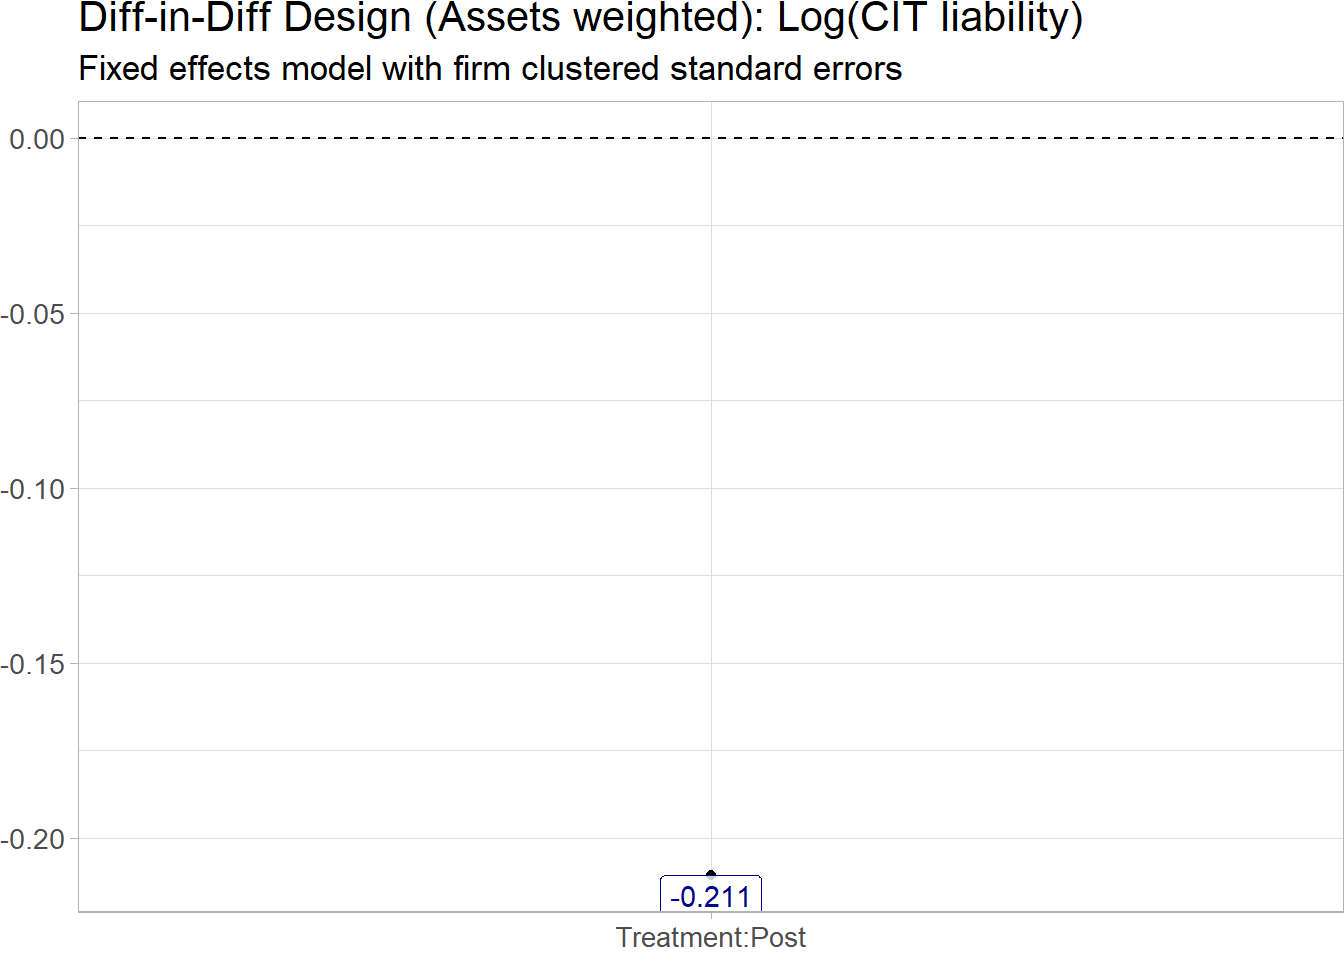 Diff-in-Diff Design (Assets weighted): Log(CIT liability)
Fixed effects model with firm clustered standard errors
0.00
-0.05
-0.10
-0.15
-0.20
-0.211
Treatment:Post